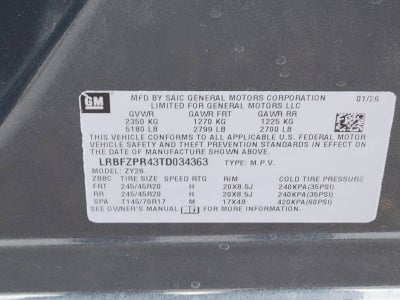 GM
MFD BY SAIC GENERAL MOTORS CORPORATION 01/26
LIMITED FOR GENERAL MOTORS LLC
GVWR GAWR FRT GAWR RR
2350 KG 1270 KG 1225 KG
5180 LB 2799 LB 2700 LB
THIS VEHICLE CONFORMS TO ALL APPLICABLE U.S. FEDERAL MOTOR
VEHICLE SAFETY, BUMPER, AND THEFT PREVENTION STANDARDS
IN EFFECT ON THE DATE OF MANUFACTURE SHOWN ABOVE.
LRBFZPR43TD034363 TYPE: M.P.V.
MODEL: ZY26
ZBBC TIRE SIZE SPEED RTG RIM COLD TIRE PRESSURE
FRT 245/45R20 H 20X8.5J 240KPA(35PSI)
RR 245/45R20 H 20X8.5J 240KPA(35PSI)
SPA T145/70R17 M 17X4B 420KPA(60PSI)
SEE OWNER'S MANUAL FOR ADDITIONAL INFORMATION